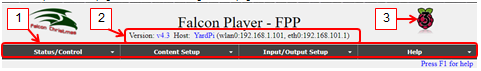 1
2
3
Falcon Player - FPP
Falcon Christmas
Version: v4.3 Host: YardPi (wlan0:192.168.1.101, eth0:192.168.101.1)
Status/Control Content Setup Input/Output Setup Help
Press F1 for help